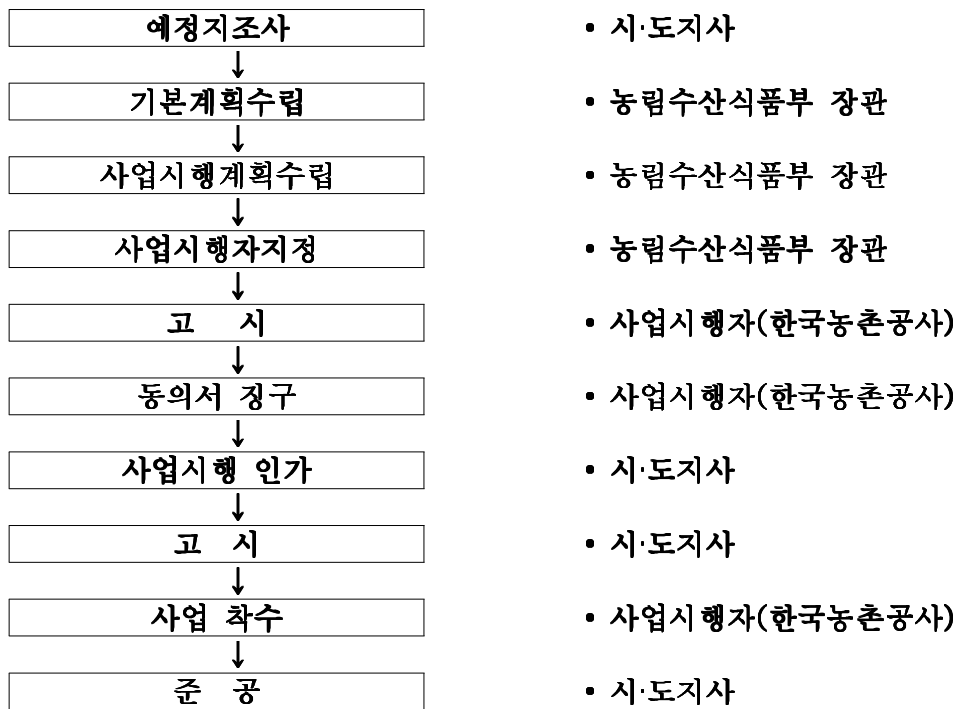 예정지조사 • 시·도지사
↓
기본계획수립 • 농림수산식품부 장관
↓
사업시행계획수립 • 농림수산식품부 장관
↓
사업시행자지정 • 농림수산식품부 장관
↓
고 시 • 사업시행자(한국농촌공사)
↓
동의서 징구 • 사업시행자(한국농촌공사)
↓
사업시행 인가 • 시·도지사
↓
고 시 • 시·도지사
↓
사업 착수 • 사업시행자(한국농촌공사)
↓
준 공 • 시·도지사